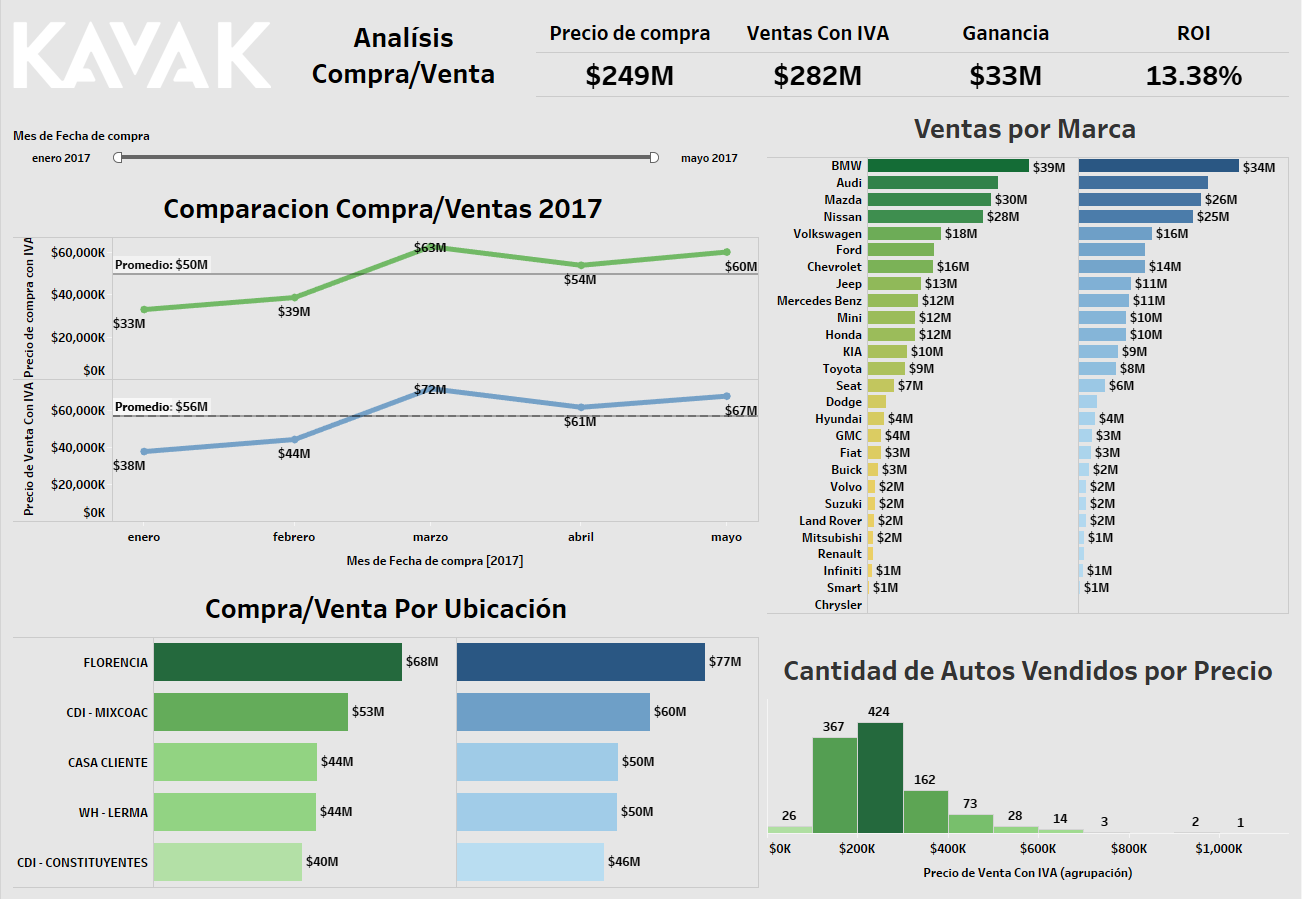 KAVAK
Analísis
Compra/Venta
Precio de compra
Ventas Con IVA
Ganancia
ROI
$249M
$282M
$33M
13.38%
Mes de Fecha de compra
enero 2017
mayo 2017
Comparacion Compra/Ventas 2017
Precio de compra con IVA
$60,000K
$40,000K
$20,000K
$0K
Promedio: $50M
$33M
$39M
$63M
$54M
$60M
Precio de Venta Con IVA
$60,000K
$40,000K
$20,000K
$0K
Promedio: $56M
$38M
$44M
$72M
$61M
$67M
enero
febrero
marzo
abril
mayo
Mes de Fecha de compra [2017]
Compra/Venta Por Ubicación
FLORENCIA $68M $77M
CDI - MIXCOAC $53M $60M
CASA CLIENTE $44M $50M
WH - LERMA $44M $50M
CDI - CONSTITUYENTES $40M $46M
Ventas por Marca
BMW $39M $34M
Audi
Mazda $30M $26M
Nissan $28M $25M
Volkswagen $18M $16M
Ford
Chevrolet $16M $14M
Jeep $13M $11M
Mercedes Benz $12M $11M
Mini $12M $10M
Honda $12M $10M
KIA $10M $9M
Toyota $9M $8M
Seat $7M $6M
Dodge
Hyundai $4M $4M
GMC $4M $3M
Fiat $3M $3M
Buick $3M $2M
Volvo $2M $2M
Suzuki $2M $2M
Land Rover $2M $2M
Mitsubishi $2M $1M
Renault
Infiniti $1M $1M
Smart $1M $1M
Chrysler
Cantidad de Autos Vendidos por Precio
26
367
424
162
73
28
14
3
2
1
$0K
$200K
$400K
$600K
$800K
$1,000K
Precio de Venta Con IVA (agrupación)